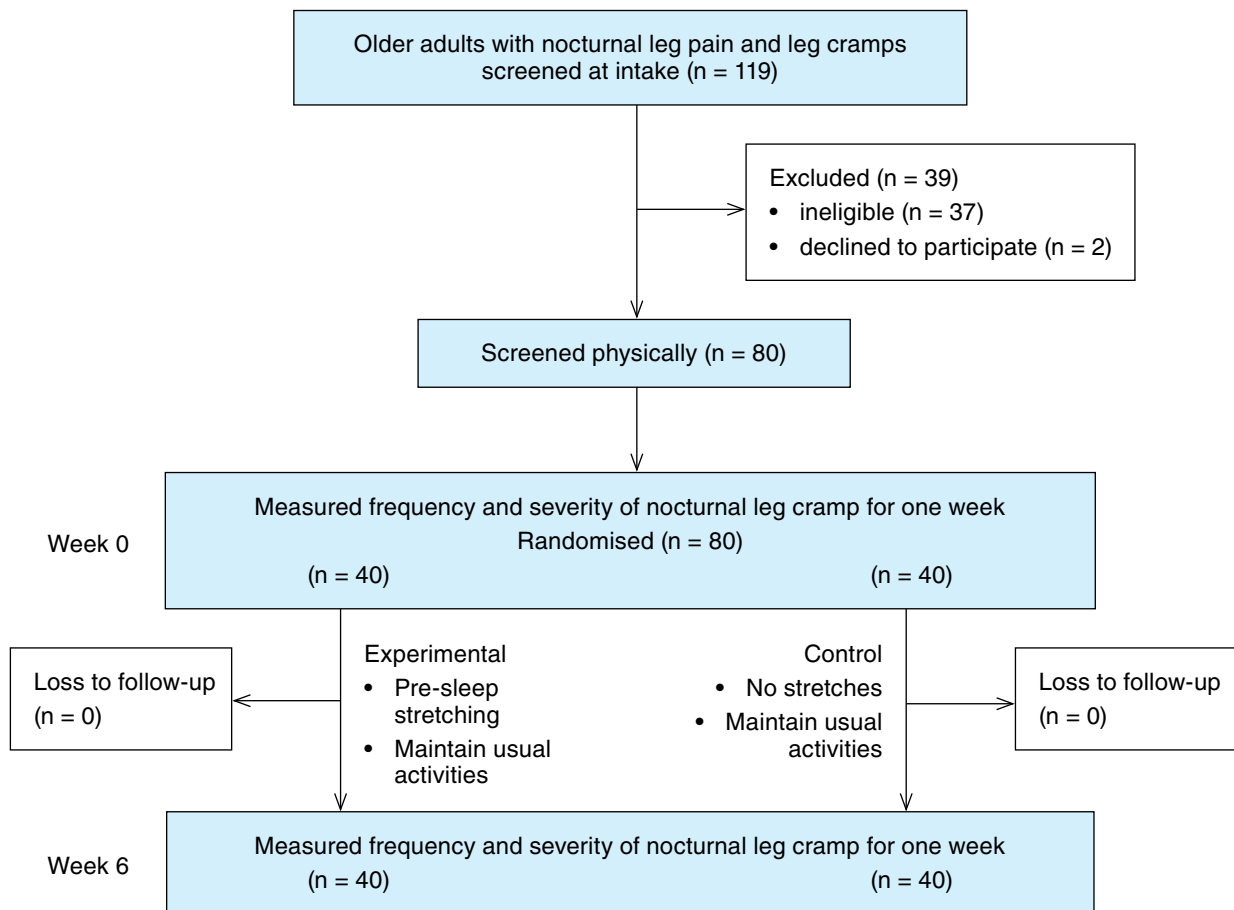 Older adults with nocturnal leg pain and leg cramps
screened at intake (n = 119)
Excluded (n = 39)
• ineligible (n = 37)
• declined to participate (n = 2)
Screened physically (n = 80)
Week 0
Measured frequency and severity of nocturnal leg cramp for one week
Randomised (n = 80)
(n = 40) (n = 40)
Loss to follow-up
(n = 0)
Experimental
• Pre-sleep
stretching
• Maintain usual
activities
Control
• No stretches
• Maintain usual
activities
Loss to follow-up
(n = 0)
Week 6
Measured frequency and severity of nocturnal leg cramp for one week
(n = 40) (n = 40)